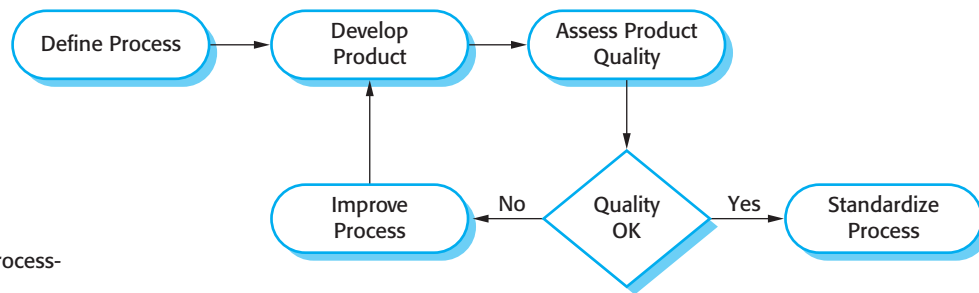 Define Process
Develop
Product
Assess Product
Quality
Improve
Process
No
Quality
OK
Yes
Standardize
Process
rocess-